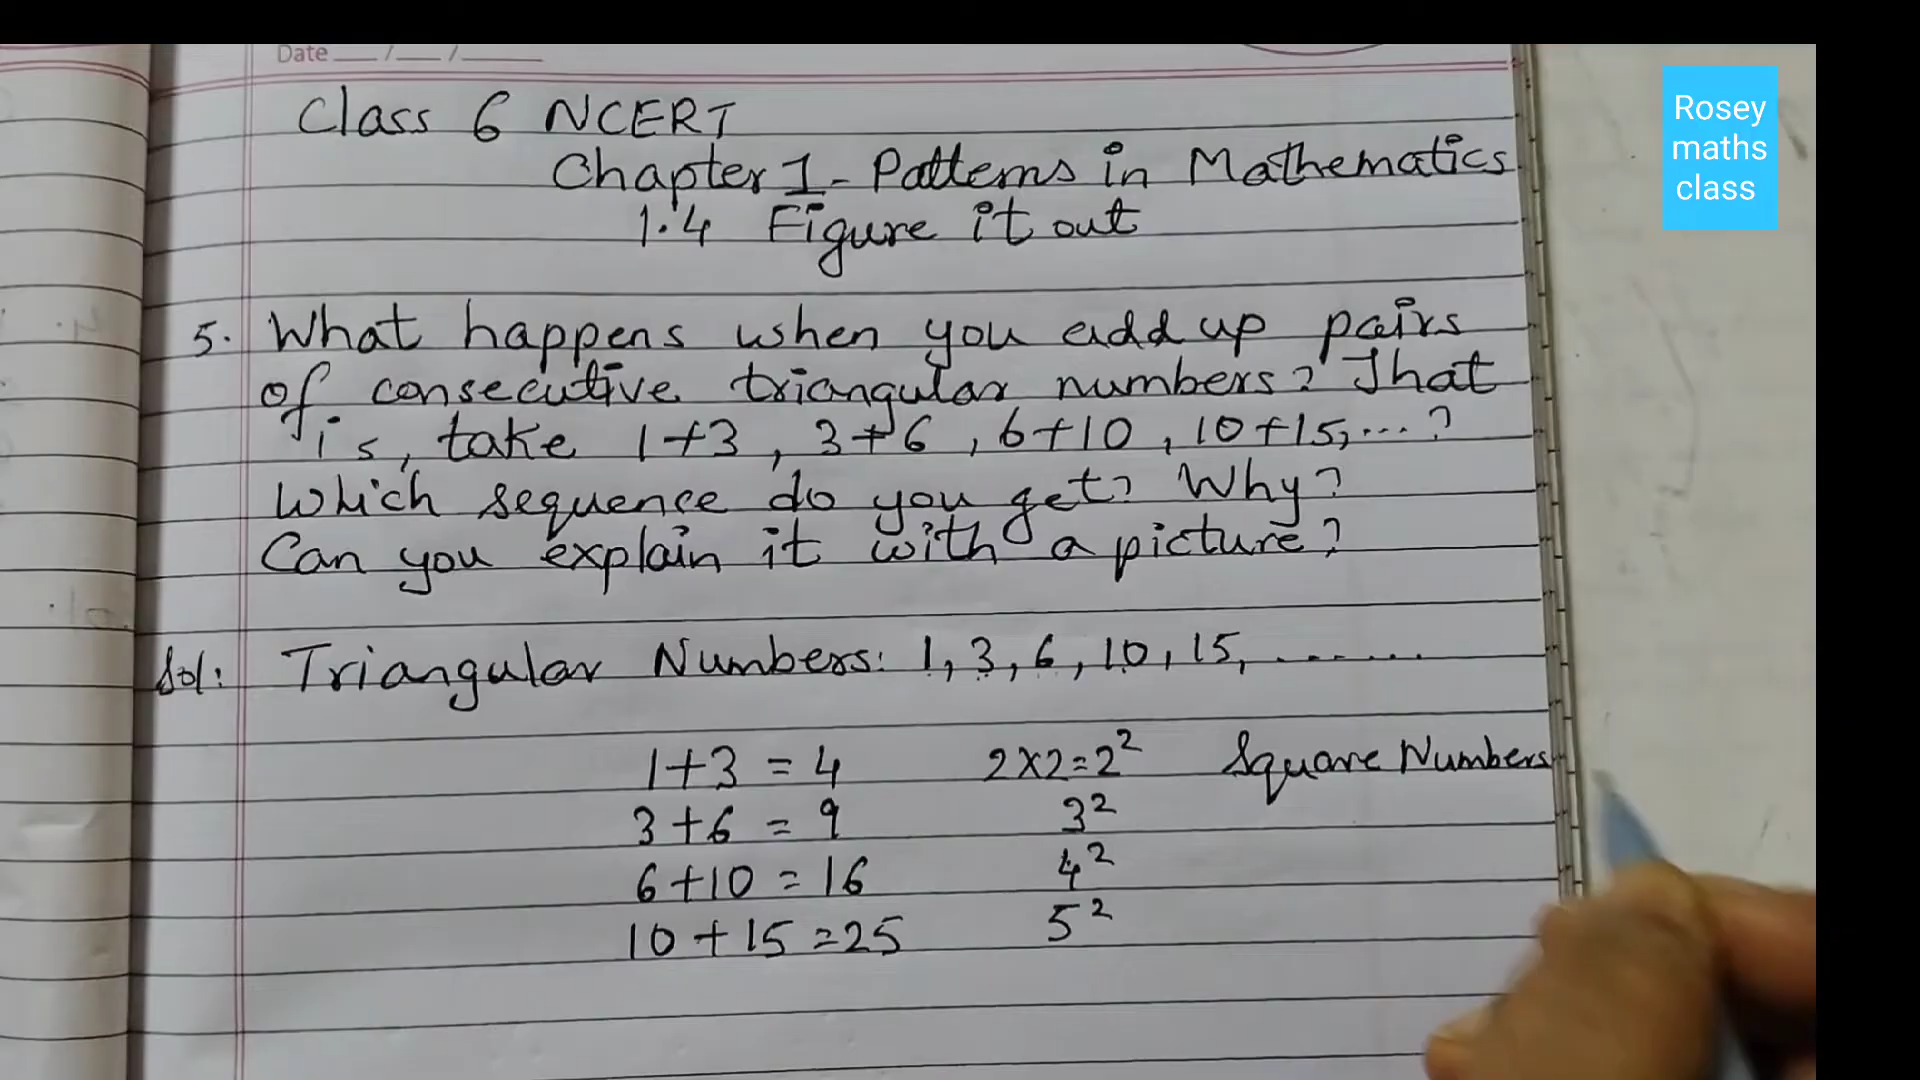 Date __/__/____
Class 6 NCERT
Chapter 1 - Patterns in Mathematics
1.4 Figure it out
5. What happens when you add up pairs
of consecutive triangular numbers? That
is, take 1+3, 3+6, 6+10, 10+15, ...?
Which sequence do you get? Why?
Can you explain it with a picture?
Sol: Triangular Numbers: 1, 3, 6, 10, 15, .......
1+3 = 4 2×2=2² Square Numbers
3+6 = 9 3²
6+10 = 16 4²
10+15=25 5²
Rosey
maths
class